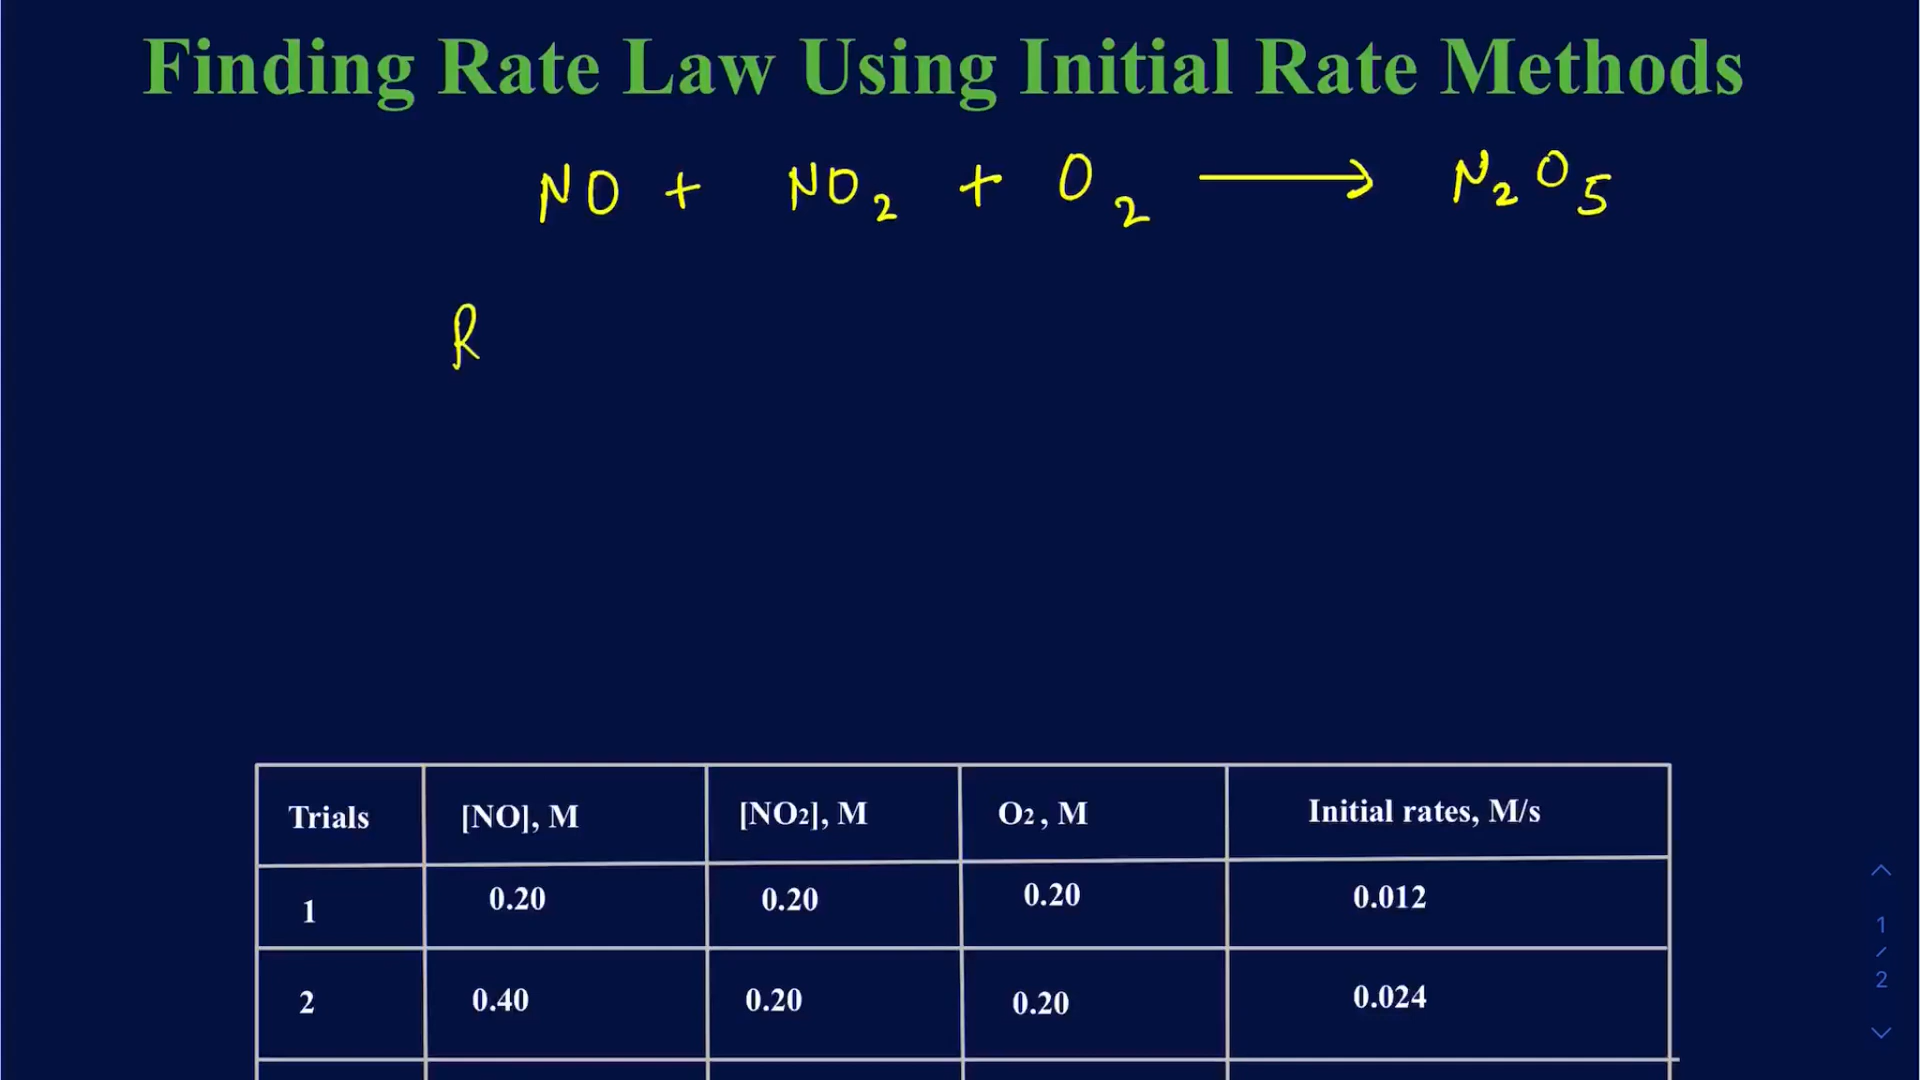 Finding Rate Law Using Initial Rate Methods
NO + NO2 + O2 → N2O5
R
Trials [NO], M [NO2], M O2, M Initial rates, M/s
1 0.20 0.20 0.20 0.012
2 0.40 0.20 0.20 0.024
1
/
2